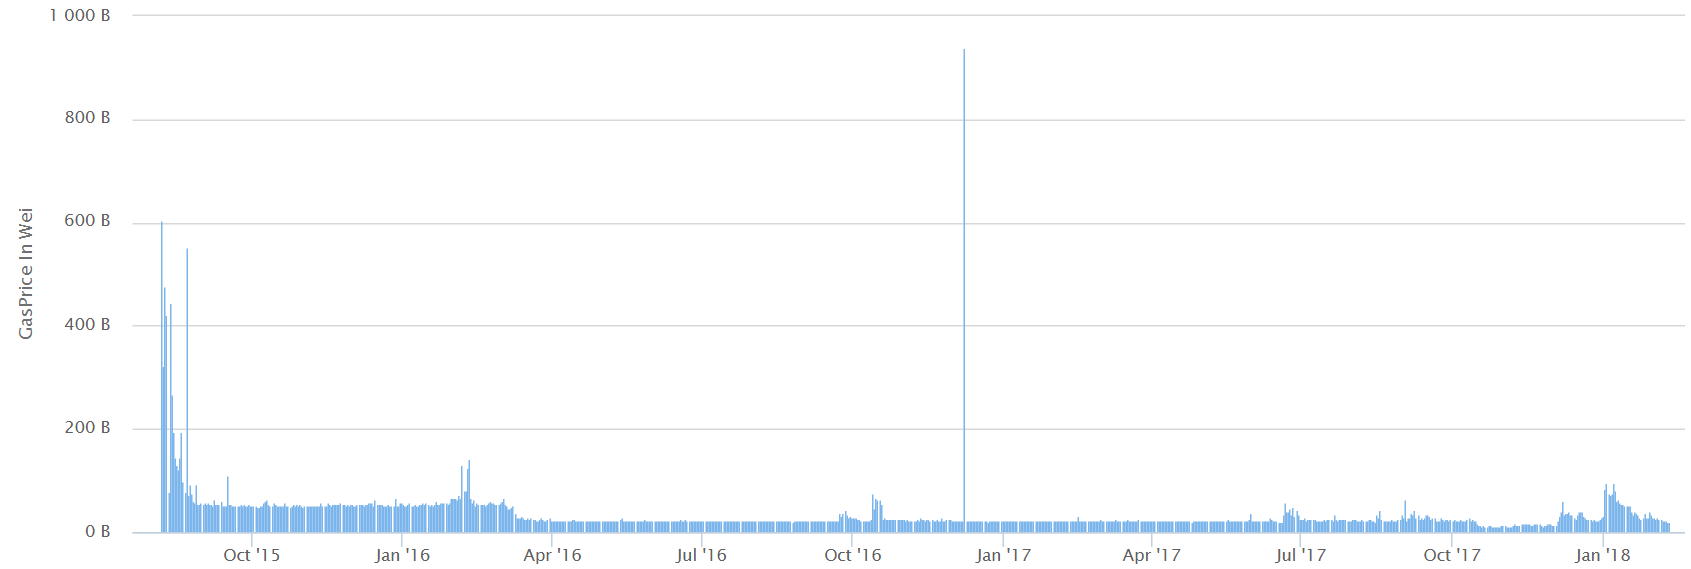 1 000 B
800 B
600 B
400 B
200 B
0 B
GasPrice In Wei
Oct '15
Jan '16
Apr '16
Jul '16
Oct '16
Jan '17
Apr '17
Jul '17
Oct '17
Jan '18